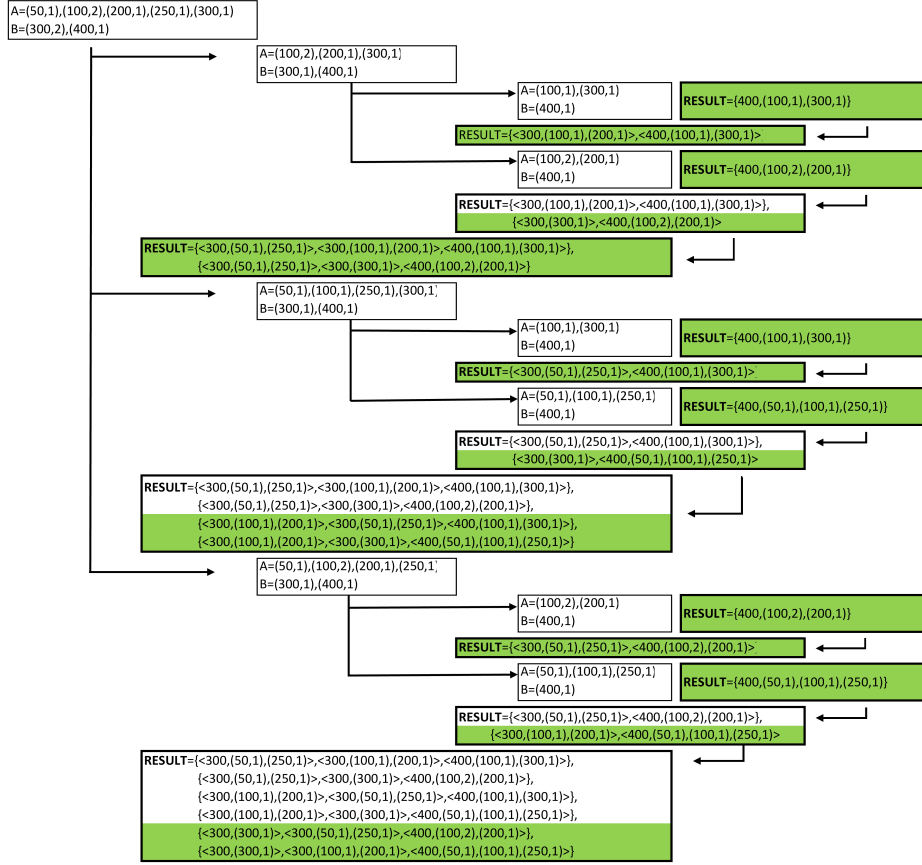 A=(50,1),(100,2),(200,1),(250,1),(300,1)
B=(300,2),(400,1)
A=(100,2),(200,1),(300,1)
B=(300,1),(400,1)
A=(100,1),(300,1)
B=(400,1)
RESULT={400,(100,1),(300,1)}
RESULT={<300,(100,1),(200,1)>,<400,(100,1),(300,1)>
A=(100,2),(200,1)
B=(400,1)
RESULT={400,(100,2),(200,1)}
RESULT={<300,(100,1),(200,1)>,<400,(100,1),(300,1)>},
{<300,(300,1)>,<400,(100,2),(200,1)>
RESULT={<300,(50,1),(250,1)>,<300,(100,1),(200,1)>,<400,(100,1),(300,1)>},
{<300,(50,1),(250,1)>,<300,(300,1)>,<400,(100,2),(200,1)>}
A=(50,1),(100,1),(250,1),(300,1)
B=(300,1),(400,1)
A=(100,1),(300,1)
B=(400,1)
RESULT={400,(100,1),(300,1)}
RESULT={<300,(50,1),(250,1)>,<400,(100,1),(300,1)>
A=(50,1),(100,1),(250,1)
B=(400,1)
RESULT={400,(50,1),(100,1),(250,1)}
RESULT={<300,(50,1),(250,1)>,<400,(100,1),(300,1)>},
{<300,(300,1)>,<400,(50,1),(100,1),(250,1)>
RESULT={<300,(50,1),(250,1)>,<300,(100,1),(200,1)>,<400,(100,1),(300,1)>},
{<300,(50,1),(250,1)>,<300,(300,1)>,<400,(100,2),(200,1)>},
{<300,(100,1),(200,1)>,<300,(50,1),(250,1)>,<400,(100,1),(300,1)>},
{<300,(100,1),(200,1)>,<300,(300,1)>,<400,(50,1),(100,1),(250,1)>}
A=(50,1),(100,2),(200,1),(250,1)
B=(300,1),(400,1)
A=(100,2),(200,1)
B=(400,1)
RESULT={400,(100,2),(200,1)}
RESULT={<300,(50,1),(250,1)>,<400,(100,2),(200,1)>
A=(50,1),(100,1),(250,1)
B=(400,1)
RESULT={400,(50,1),(100,1),(250,1)}
RESULT={<300,(50,1),(250,1)>,<400,(100,2),(200,1)>},
{<300,(100,1),(200,1)>,<400,(50,1),(100,1),(250,1)>
RESULT={<300,(50,1),(250,1)>,<300,(100,1),(200,1)>,<400,(100,1),(300,1)>},
{<300,(50,1),(250,1)>,<300,(300,1)>,<400,(100,2),(200,1)>},
{<300,(100,1),(200,1)>,<300,(50,1),(250,1)>,<400,(100,1),(300,1)>},
{<300,(100,1),(200,1)>,<300,(300,1)>,<400,(50,1),(100,1),(250,1)>},
{<300,(300,1)>,<300,(50,1),(250,1)>,<400,(100,2),(200,1)>},
{<300,(300,1)>,<300,(100,1),(200,1)>,<400,(50,1),(100,1),(250,1)>}